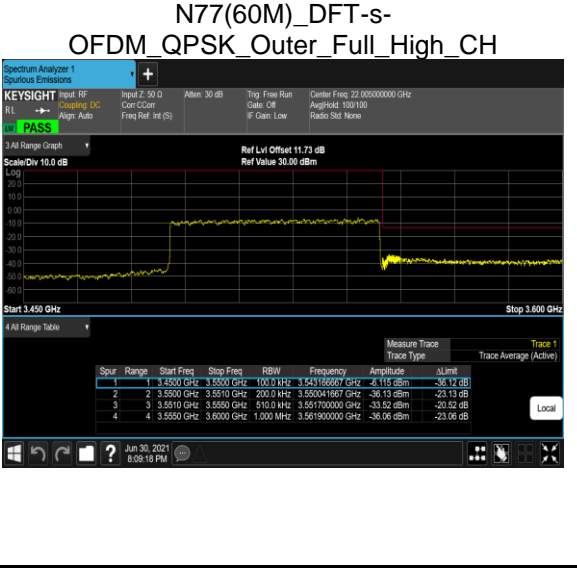 N77(60M)_DFT-s-
OFDM_QPSK_Outer_Full_High_CH
Spectrum Analyzer 1
Spurious Emissions
+
KEYSIGHT Input: RF Input Z: 50 Ω Atten: 30 dB Trig: Free Run Center Freq: 22.005000000 GHz
RL Coupling: DC Corr CCorr Gate: Off Avg|Hold: 100/100
Align: Auto Freq Ref: Int (S) IF Gain: Low Radio Std: None
PASS
3 All Range Graph Ref Lvl Offset 11.73 dB
Scale/Div 10.0 dB Ref Value 30.00 dBm
Log
20.0
10.0
0.00
-10.0
-20.0
-30.0
-40.0
-50.0
-60.0
Start 3.450 GHz Stop 3.600 GHz
4 All Range Table
Measure Trace Trace 1
Trace Type Trace Average (Active)
Spur Range Start Freq Stop Freq RBW Frequency Amplitude ΔLimit
1 1 3.4500 GHz 3.5500 GHz 100.0 kHz 3.543166667 GHz -6.115 dBm -36.12 dB
2 2 3.5500 GHz 3.5510 GHz 200.0 kHz 3.550041667 GHz -36.13 dBm -23.13 dB
3 3 3.5510 GHz 3.5550 GHz 510.0 kHz 3.551700000 GHz -33.52 dBm -20.52 dB
4 4 3.5550 GHz 3.6000 GHz 1.000 MHz 3.561900000 GHz -36.06 dBm -23.06 dB
Local
? Jun 30, 2021
8:09:18 PM